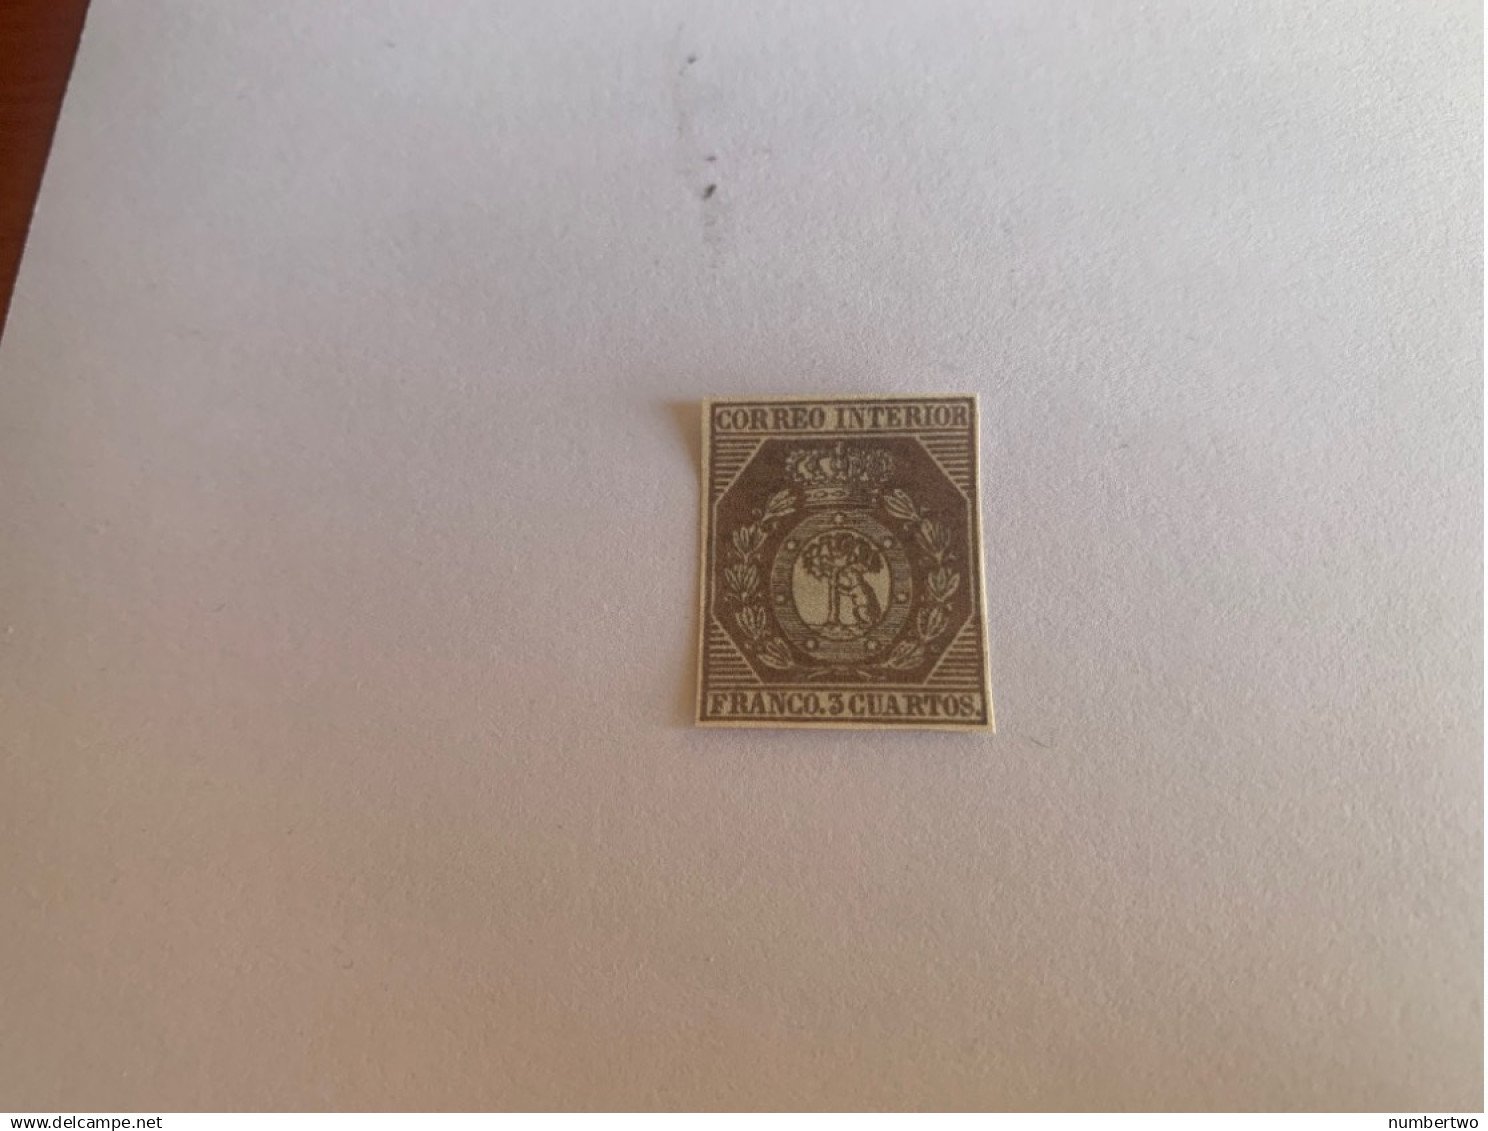 CORREO INTERIOR
FRANCO. 3 CUARTOS.
www.delcampe.net
numbertwo